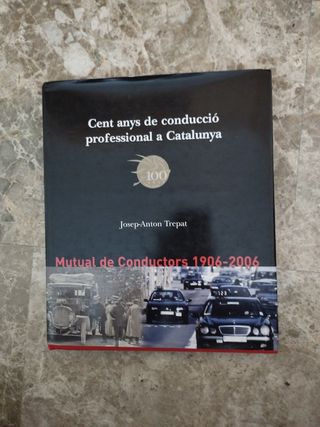 Cent anys de conducció
professional a Catalunya
100
Josep-Anton Trepat
Mutual de Conductors 1906-2006